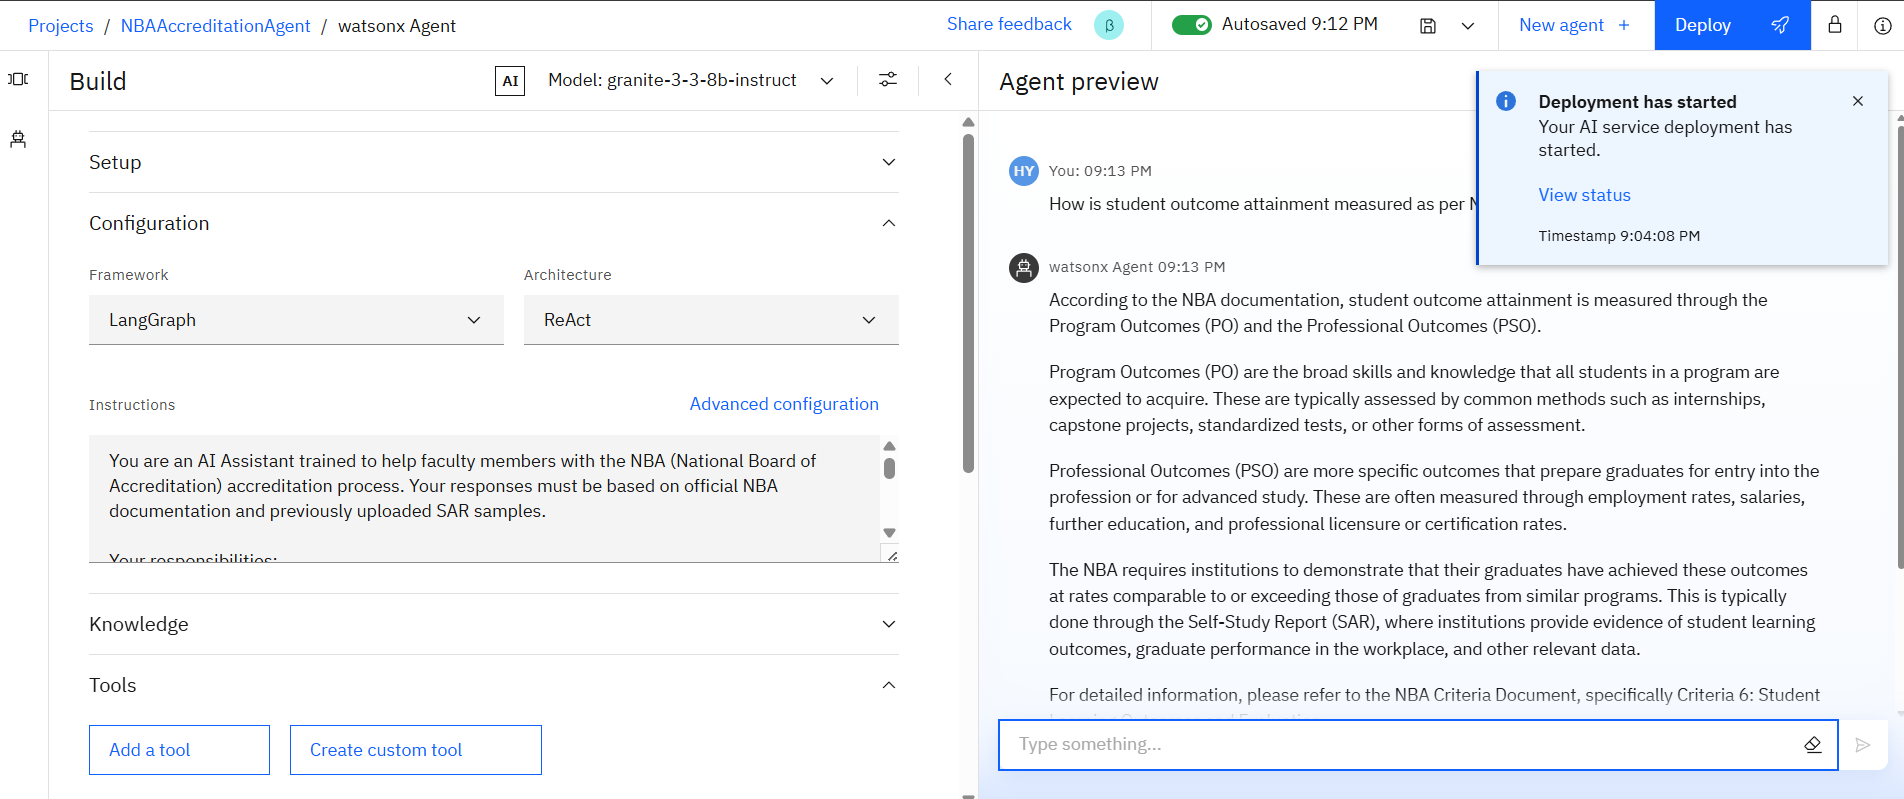 Projects / NBAAccreditationAgent / watsonx Agent
Share feedback β
Autosaved 9:12 PM
New agent +
Deploy
Build
AI Model: granite-3-3-8b-instruct
Setup
Configuration
Framework
Architecture
LangGraph
ReAct
Instructions
Advanced configuration
You are an AI Assistant trained to help faculty members with the NBA (National Board of
Accreditation) accreditation process. Your responses must be based on official NBA
documentation and previously uploaded SAR samples.
Your responsibilities:
Knowledge
Tools
Add a tool
Create custom tool
Agent preview
Deployment has started
Your AI service deployment has
started.
View status
Timestamp 9:04:08 PM
HY You: 09:13 PM
How is student outcome attainment measured as per
watsonx Agent 09:13 PM
According to the NBA documentation, student outcome attainment is measured through the
Program Outcomes (PO) and the Professional Outcomes (PSO).
Program Outcomes (PO) are the broad skills and knowledge that all students in a program are
expected to acquire. These are typically assessed by common methods such as internships,
capstone projects, standardized tests, or other forms of assessment.
Professional Outcomes (PSO) are more specific outcomes that prepare graduates for entry into the
profession or for advanced study. These are often measured through employment rates, salaries,
further education, and professional licensure or certification rates.
The NBA requires institutions to demonstrate that their graduates have achieved these outcomes
at rates comparable to or exceeding those of graduates from similar programs. This is typically
done through the Self-Study Report (SAR), where institutions provide evidence of student learning
outcomes, graduate performance in the workplace, and other relevant data.
For detailed information, please refer to the NBA Criteria Document, specifically Criteria 6: Student
Type something...